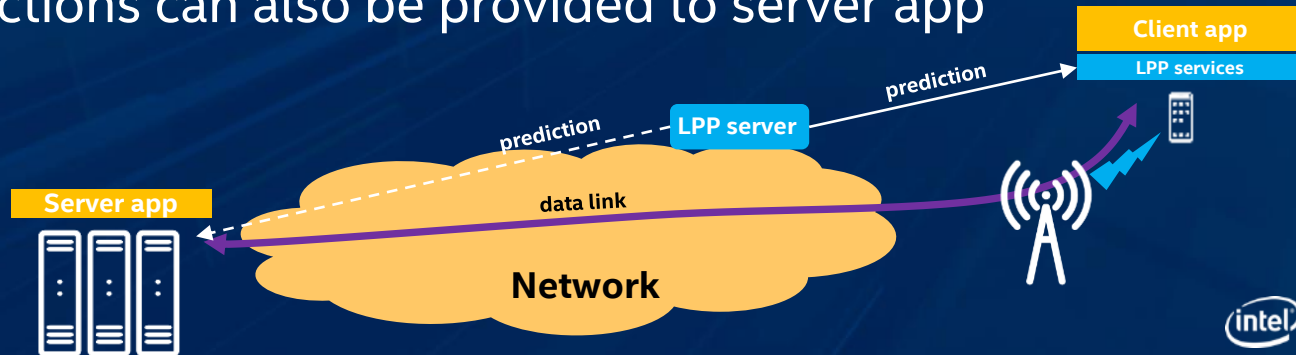 ctions can also be provided to server app
Client app
LPP services
prediction
prediction
LPP server
Server app
data link
Network
intel